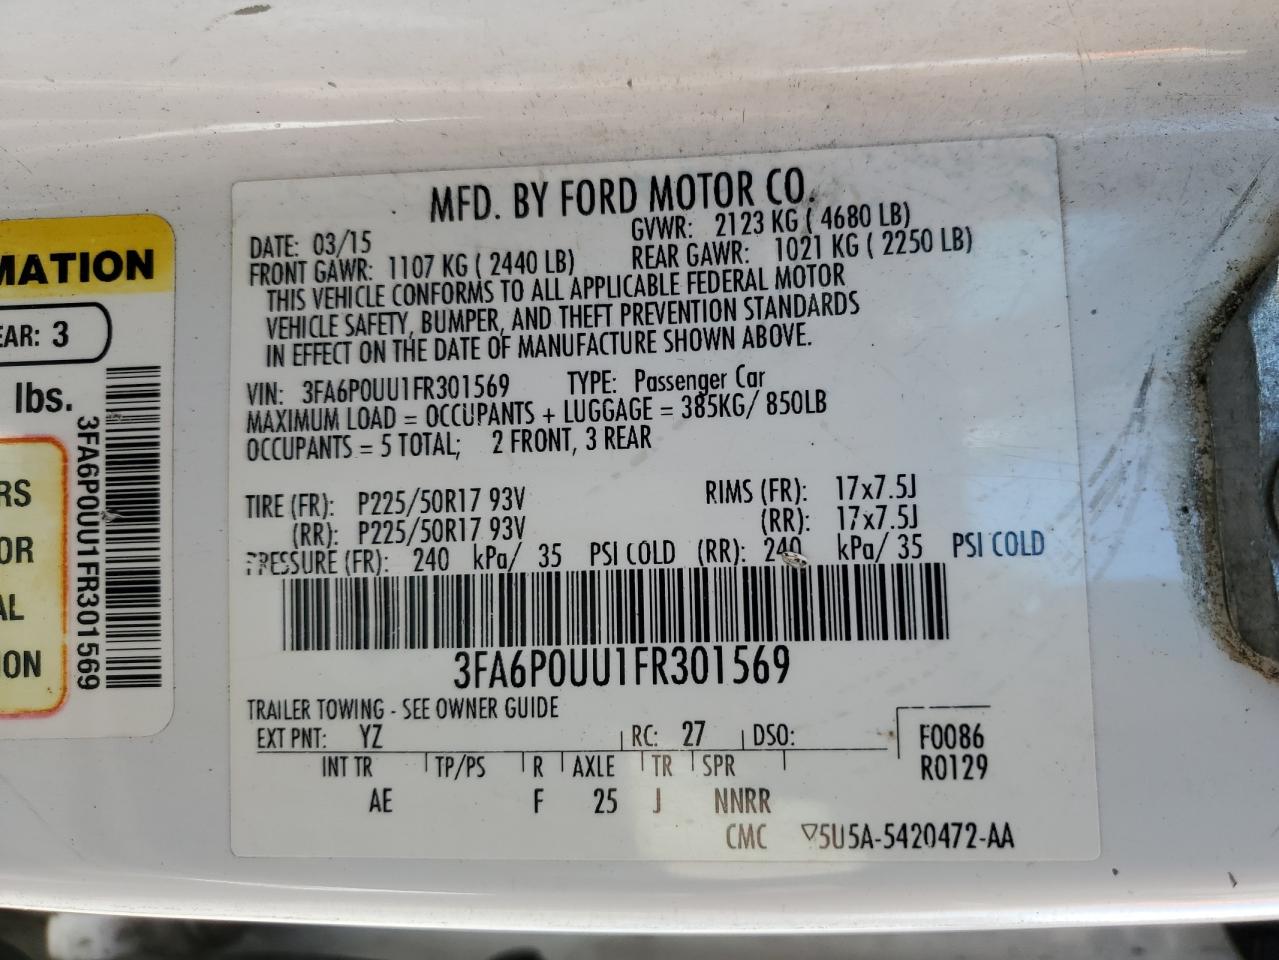 MFD. BY FORD MOTOR CO.
DATE: 03/15 GVWR: 2123 KG ( 4680 LB)
FRONT GAWR: 1107 KG ( 2440 LB) REAR GAWR: 1021 KG ( 2250 LB)
THIS VEHICLE CONFORMS TO ALL APPLICABLE FEDERAL MOTOR
VEHICLE SAFETY, BUMPER, AND THEFT PREVENTION STANDARDS
IN EFFECT ON THE DATE OF MANUFACTURE SHOWN ABOVE.
VIN: 3FA6P0UU1FR301569 TYPE: Passenger Car
MAXIMUM LOAD = OCCUPANTS + LUGGAGE = 385KG/ 850LB
OCCUPANTS = 5 TOTAL; 2 FRONT, 3 REAR
TIRE (FR): P225/50R17 93V RIMS (FR): 17x7.5J
(RR): P225/50R17 93V (RR): 17x7.5J
PRESSURE (FR): 240 kPa/ 35 PSI COLD (RR): 240 kPa/ 35 PSI COLD
3FA6P0UU1FR301569
TRAILER TOWING - SEE OWNER GUIDE
EXT PNT: YZ RC: 27 DSO: F0086
INT TR TP/PS R AXLE TR SPR R0129
AE F 25 J NNRR
CMC ▽5U5A-5420472-AA
MATION
EAR: 3
lbs.
3FA6P0UU1FR301569
RS
OR
AL
ION